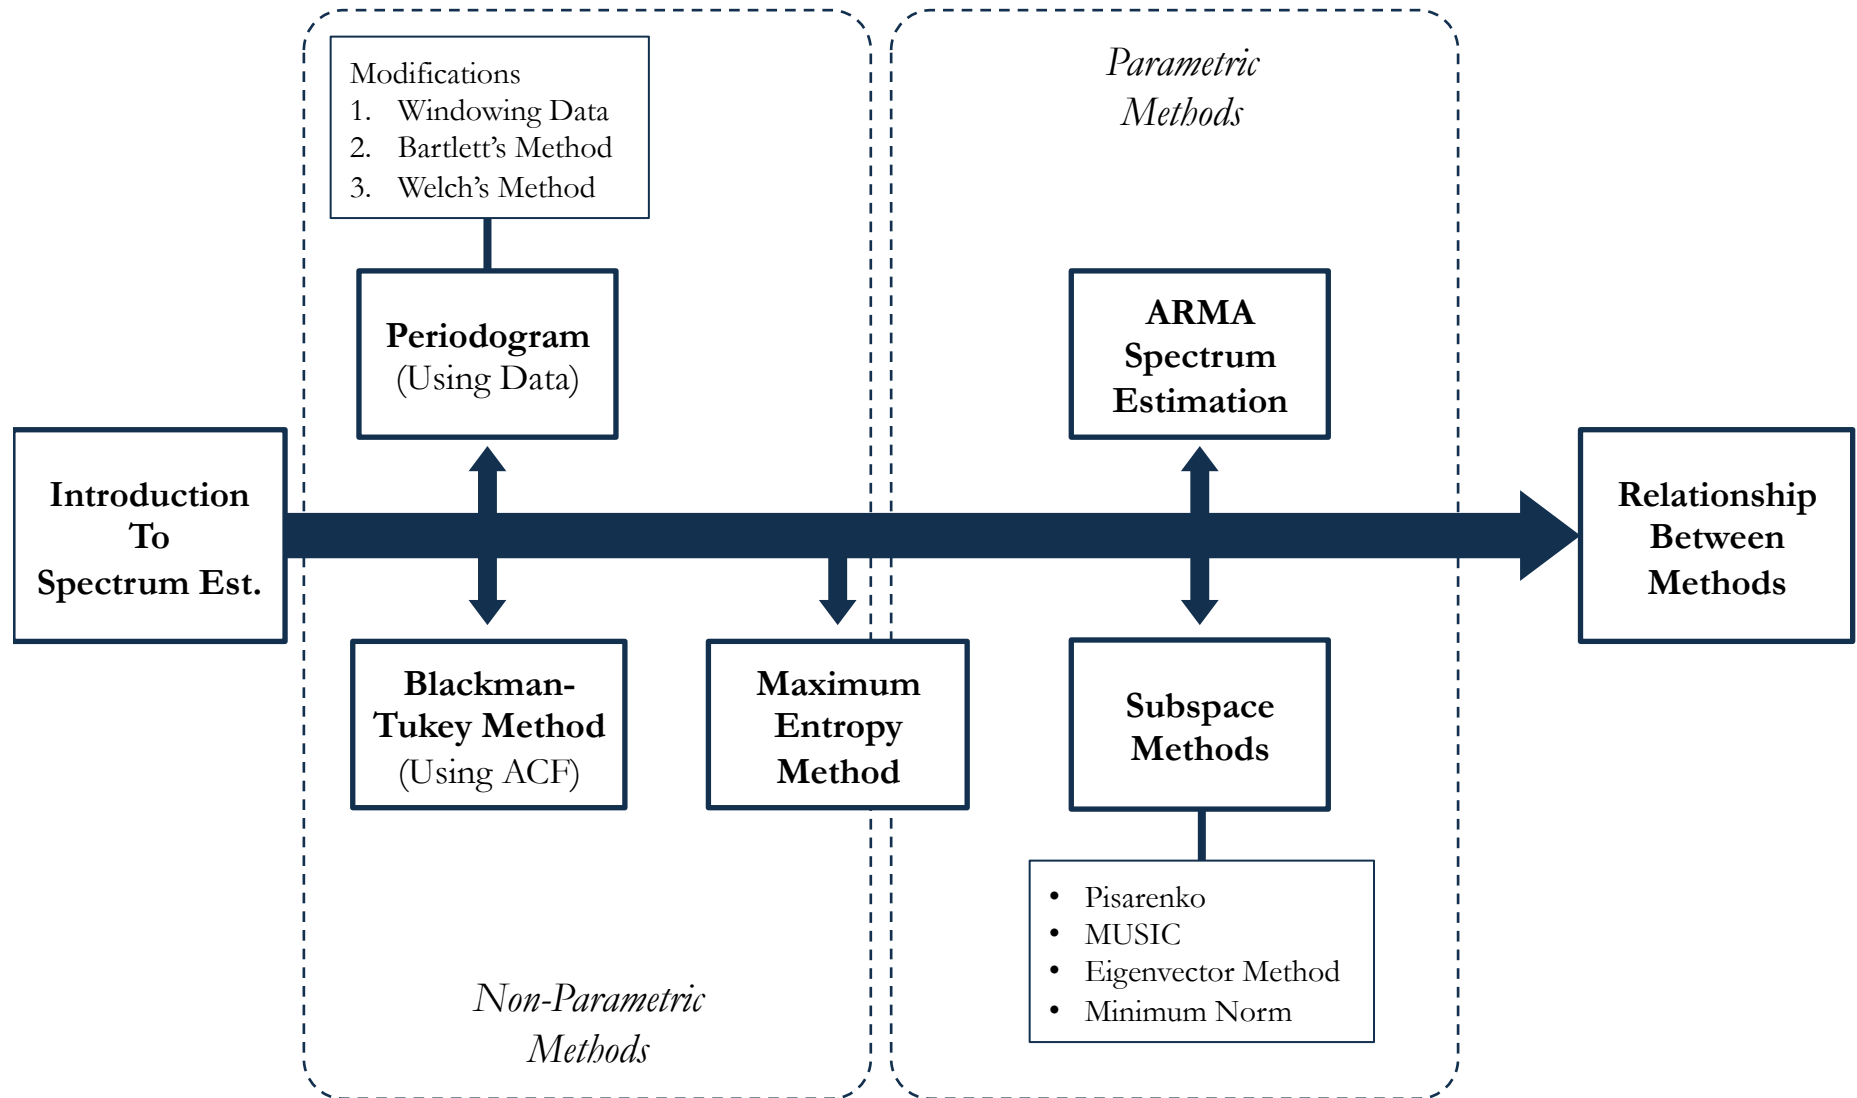 Modifications
1. Windowing Data
2. Bartlett's Method
3. Welch's Method
Periodogram
(Using Data)
Introduction
To
Spectrum Est.
Blackman-
Tukey Method
(Using ACF)
Maximum
Entropy
Method
Non-Parametric
Methods
Parametric
Methods
ARMA
Spectrum
Estimation
Subspace
Methods
• Pisarenko
• MUSIC
• Eigenvector Method
• Minimum Norm
Relationship
Between
Methods